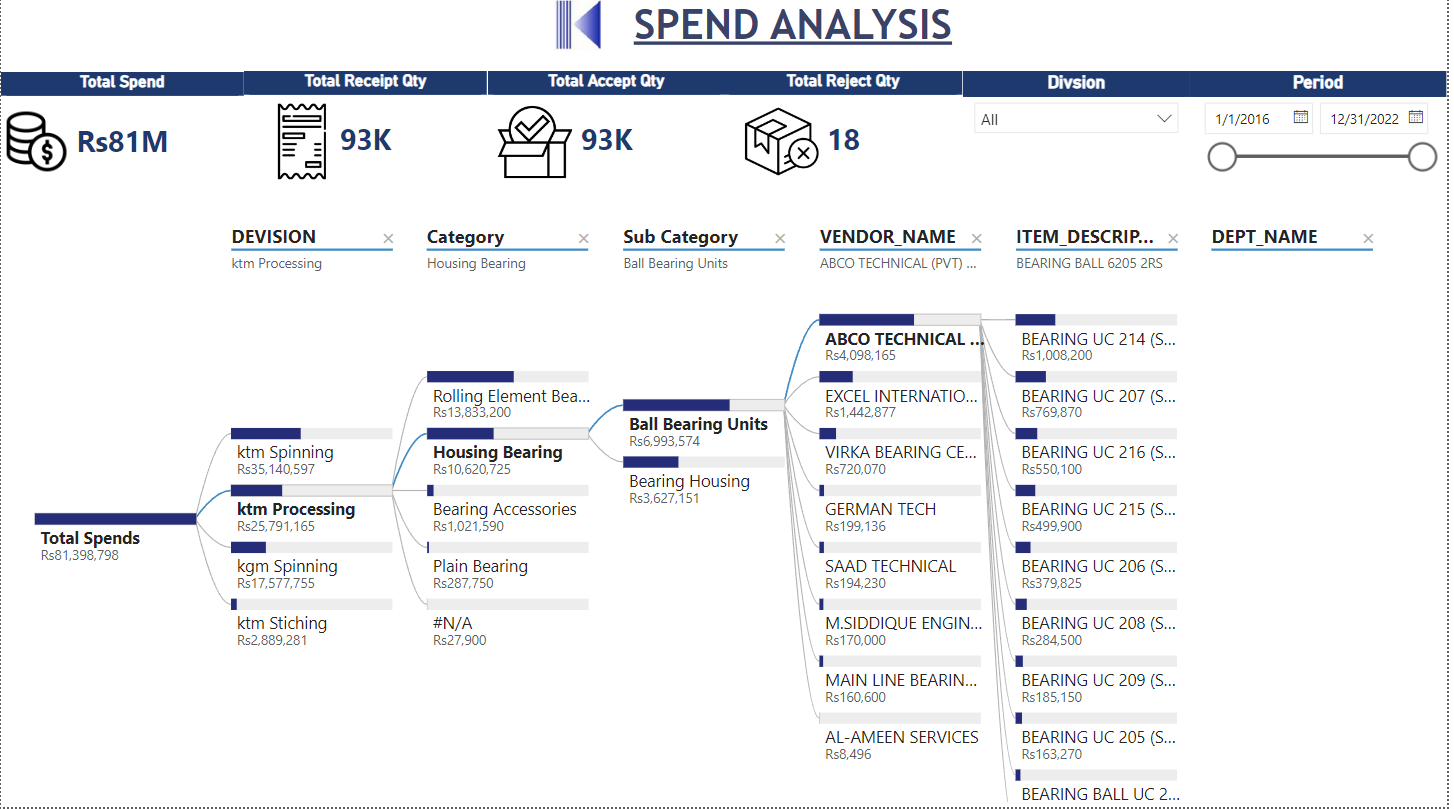 SPEND ANALYSIS
Total Spend
Total Receipt Qty
Total Accept Qty
Total Reject Qty
Divsion
Period
Rs81M
93K
93K
18
All
1/1/2016
12/31/2022
DEVISION
ktm Processing
Category
Housing Bearing
Sub Category
Ball Bearing Units
VENDOR_NAME
ABCO TECHNICAL (PVT) ...
ITEM_DESCRIP...
BEARING BALL 6205 2RS
DEPT_NAME
Total Spends
Rs81,398,798
ktm Spinning
Rs35,140,597
ktm Processing
Rs25,791,165
kgm Spinning
Rs17,577,755
ktm Stiching
Rs2,889,281
Rolling Element Bea...
Rs13,833,200
Housing Bearing
Rs10,620,725
Bearing Accessories
Rs1,021,590
Plain Bearing
Rs287,750
#N/A
Rs27,900
Ball Bearing Units
Rs6,993,574
Bearing Housing
Rs3,627,151
ABCO TECHNICAL ...
Rs4,098,165
EXCEL INTERNATIO...
Rs1,442,877
VIRKA BEARING CE...
Rs720,070
GERMAN TECH
Rs199,136
SAAD TECHNICAL
Rs194,230
M.SIDDIQUE ENGIN...
Rs170,000
MAIN LINE BEARIN...
Rs160,600
AL-AMEEN SERVICES
Rs8,496
BEARING UC 214 (S...
Rs1,008,200
BEARING UC 207 (S...
Rs769,870
BEARING UC 216 (S...
Rs550,100
BEARING UC 215 (S...
Rs499,900
BEARING UC 206 (S...
Rs379,825
BEARING UC 208 (S...
Rs284,500
BEARING UC 209 (S...
Rs185,150
BEARING UC 205 (S...
Rs163,270
BEARING BALL UC 2...